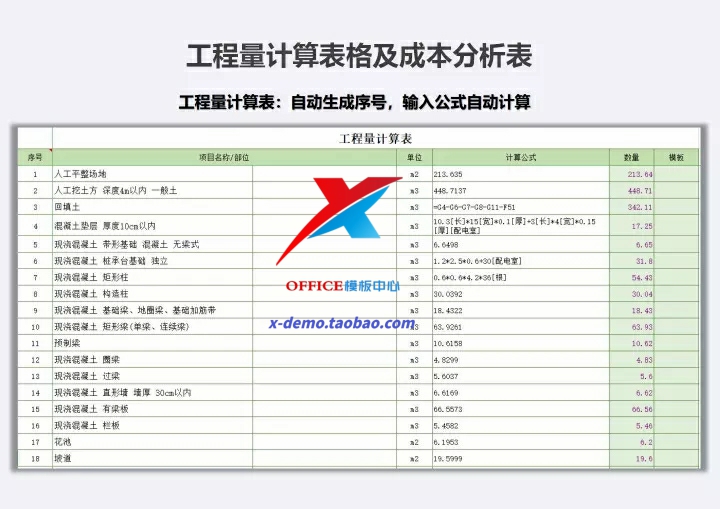 工程量计算表格及成本分析表
工程量计算表：自动生成序号，输入公式自动计算
工程量计算表
序号 项目名称/部位 单位 计算公式 数量 模板
1 人工平整场地 m2 213.635 213.64
2 人工挖土方 深度4m以内 一般土 m3 448.7137 448.71
3 回填土 m3 =G4-G6-G7-G8-G11-F51 342.11
4 混凝土垫层 厚度10cm以内 m3 10.3[长]*15[宽]*0.1[厚]+3[长]*4[宽]*0.15 17.25
[厚][配电室]
5 现浇混凝土 带形基础 混凝土 无梁式 m3 6.6498 6.65
6 现浇混凝土 桩承台基础 独立 m3 1.2*2.5*0.6+30[配电室] 31.8
7 现浇混凝土 矩形柱 m3 0.6*0.6*4.2*36[根] 54.43
8 现浇混凝土 构造柱 m3 30.0392 30.04
9 现浇混凝土 基础梁、地圈梁、基础加筋带 m3 18.4322 18.43
10 现浇混凝土 矩形梁(单梁、连续梁) m3 63.9261 63.93
11 预制梁 m3 10.6158 10.62
12 现浇混凝土 圈梁 m3 4.8299 4.83
13 现浇混凝土 过梁 m3 5.6037 5.6
14 现浇混凝土 直形墙 墙厚 30cm以内 m3 6.6169 6.62
15 现浇混凝土 有梁板 m3 66.5573 66.56
16 现浇混凝土 栏板 m3 5.4582 5.46
17 花池 m2 6.1953 6.2
18 坡道 m2 19.5999 19.6
OFFICE模板中心
x-demo.taobao.com